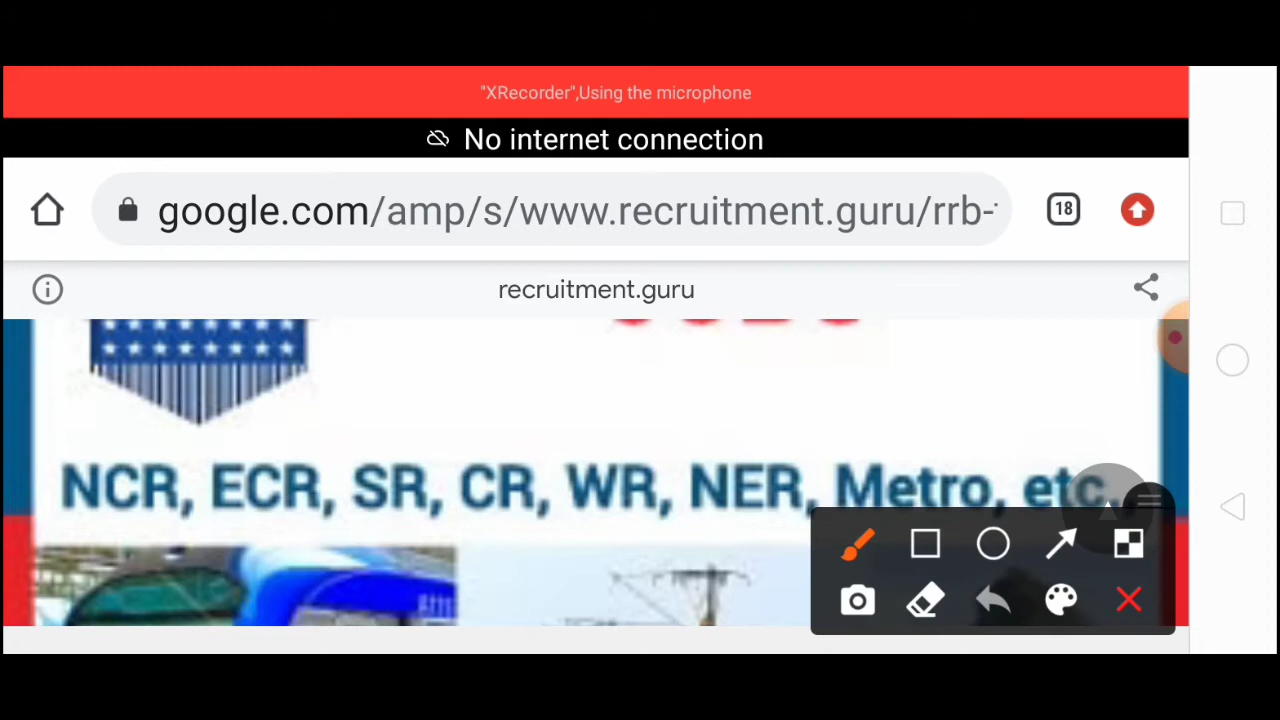 "XRecorder",Using the microphone
No internet connection
google.com/amp/s/www.recruitment.guru/rrb-
18
recruitment.guru
NCR, ECR, SR, CR, WR, NER, Metro, etc.,